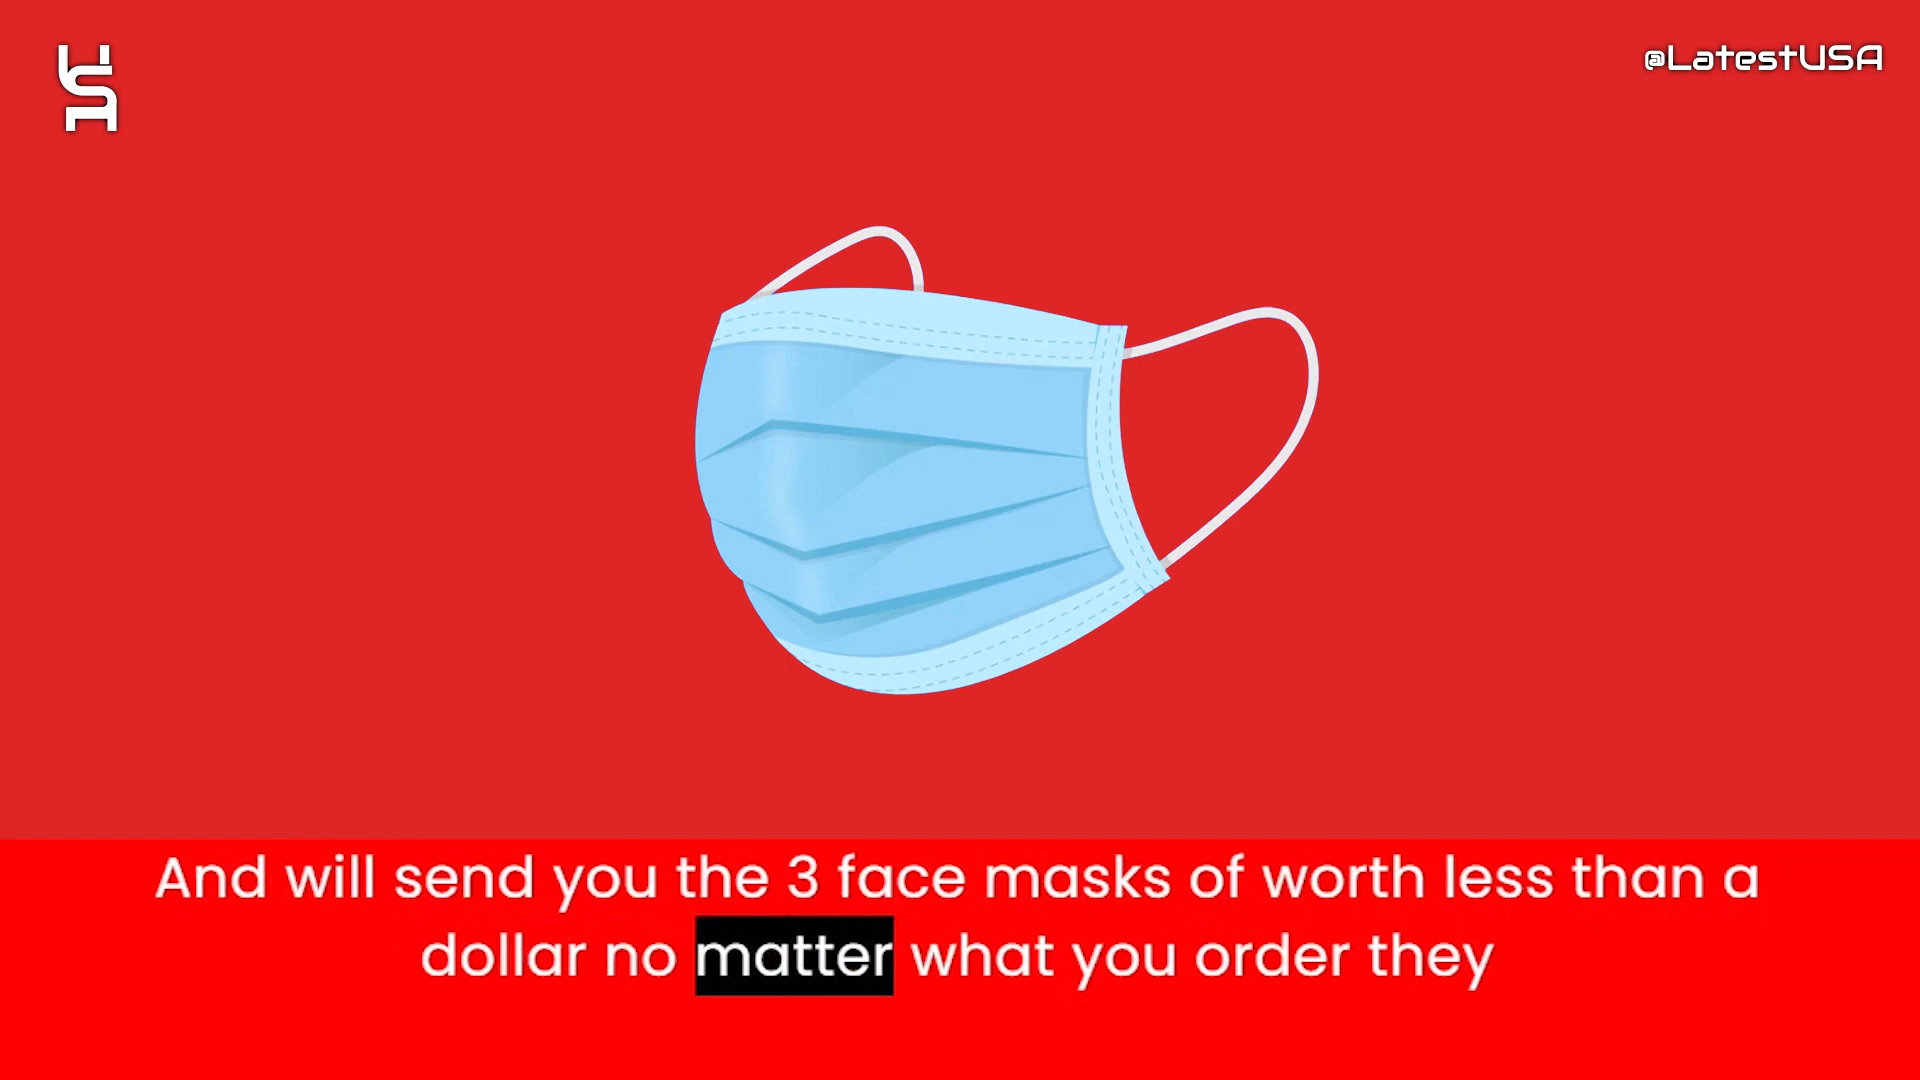 USA
@LatestUSA
And will send you the 3 face masks of worth less than a
dollar no matter what you order they